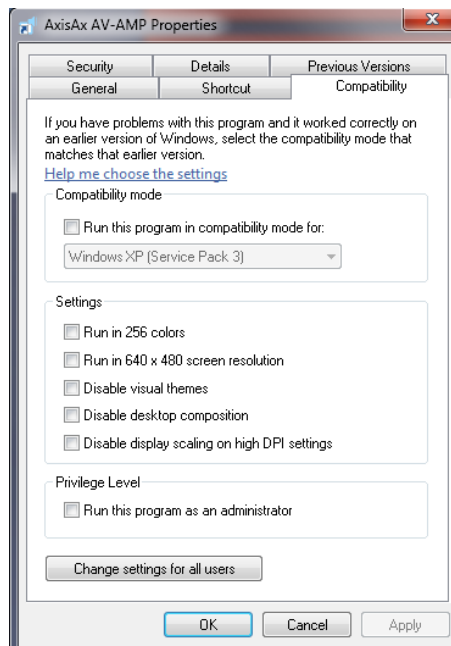 AxisAx AV-AMP Properties
Security Details Previous Versions
General Shortcut Compatibility
If you have problems with this program and it worked correctly on
an earlier version of Windows, select the compatibility mode that
matches that earlier version.
Help me choose the settings
Compatibility mode
Run this program in compatibility mode for:
Windows XP (Service Pack 3)
Settings
Run in 256 colors
Run in 640 x 480 screen resolution
Disable visual themes
Disable desktop composition
Disable display scaling on high DPI settings
Privilege Level
Run this program as an administrator
Change settings for all users
OK Cancel Apply